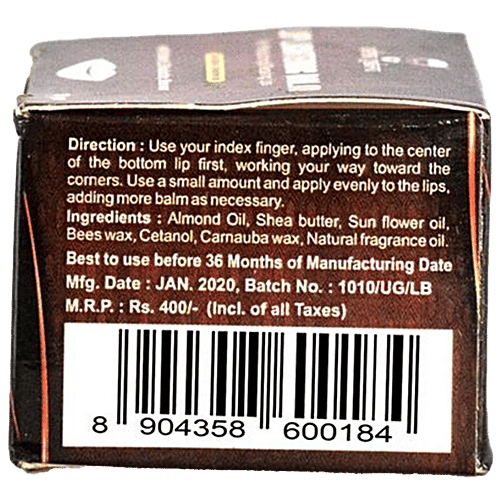 Direction : Use your index finger, applying to the center
of the bottom lip first, working your way toward the
corners. Use a small amount and apply evenly to the lips,
adding more balm as necessary.
Ingredients : Almond Oil, Shea butter, Sun flower oil,
Bees wax, Cetanol, Carnauba wax, Natural fragrance oil.
Best to use before 36 Months of Manufacturing Date
Mfg. Date : JAN. 2020, Batch No. : 1010/UG/LB
M.R.P. : Rs. 400/- (Incl. of all Taxes)
8 904358 600184